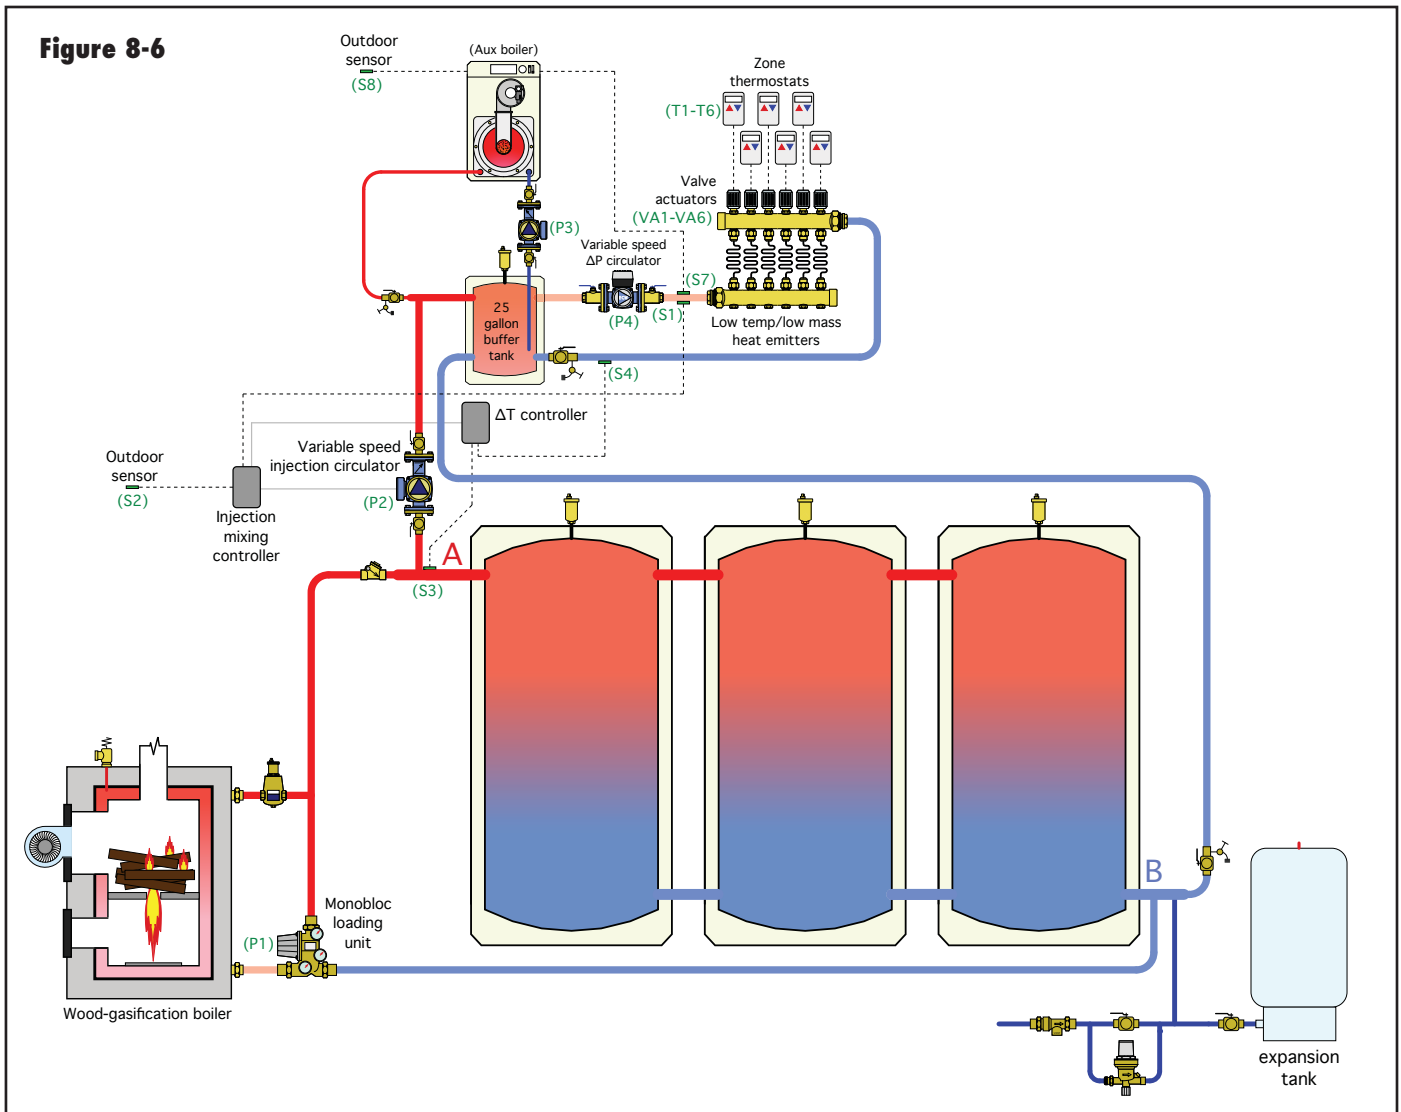 Figure 8-6
Outdoor
sensor
(S8)
(Aux boiler)
Zone
thermostats
(T1-T6)
Valve
actuators
(VA1-VA6)
(P3)
Variable speed
ΔP circulator
(P4)
(S1)
(S7)
Low temp/low mass
heat emitters
25
gallon
buffer
tank
(S4)
ΔT controller
Variable speed
injection circulator
(P2)
Outdoor
sensor
(S2)
Injection
mixing
controller
A
(S3)
B
Monobloc
loading
unit
(P1)
Wood-gasification boiler
expansion
tank